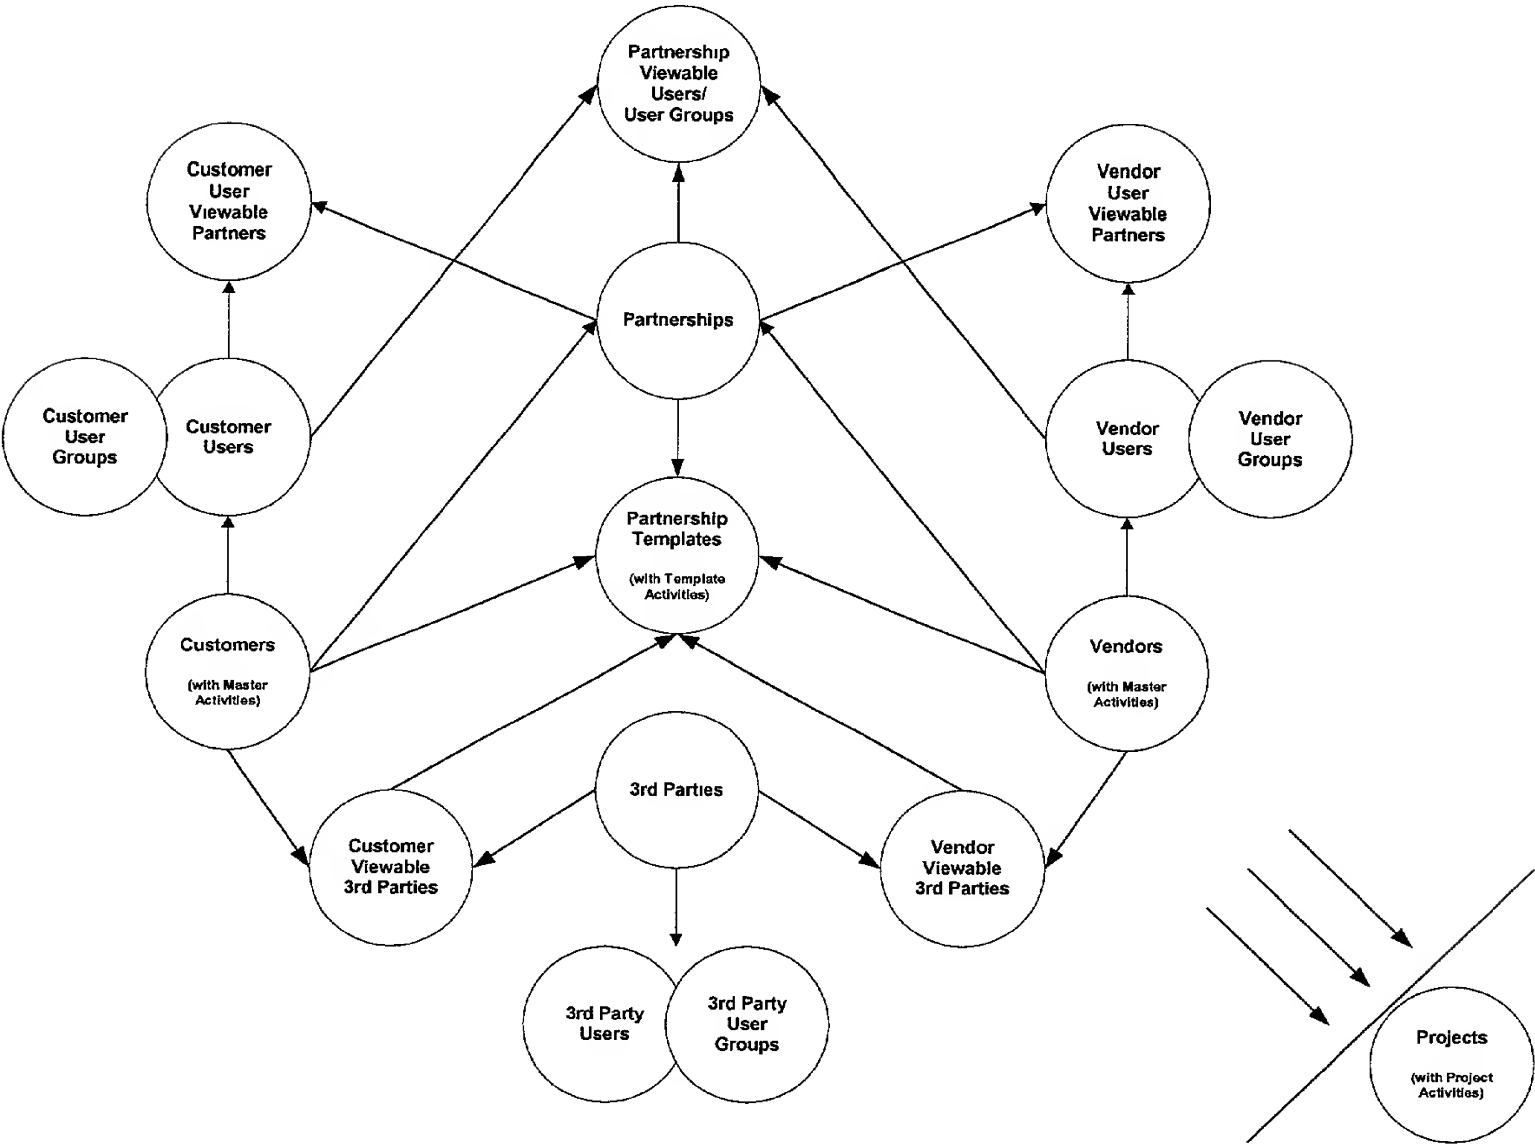 Partnership
Viewable
Users/
User Groups
Customer
User
Viewable
Partners
Vendor
User
Viewable
Partners
Partnerships
Customer
User
Groups
Customer
Users
Vendor
Users
Vendor
User
Groups
Partnership
Templates
(with Template
Activities)
Customers
(with Master
Activities)
Vendors
(with Master
Activities)
3rd Parties
Customer
Viewable
3rd Parties
Vendor
Viewable
3rd Parties
3rd Party
Users
3rd Party
User
Groups
Projects
(with Project
Activities)